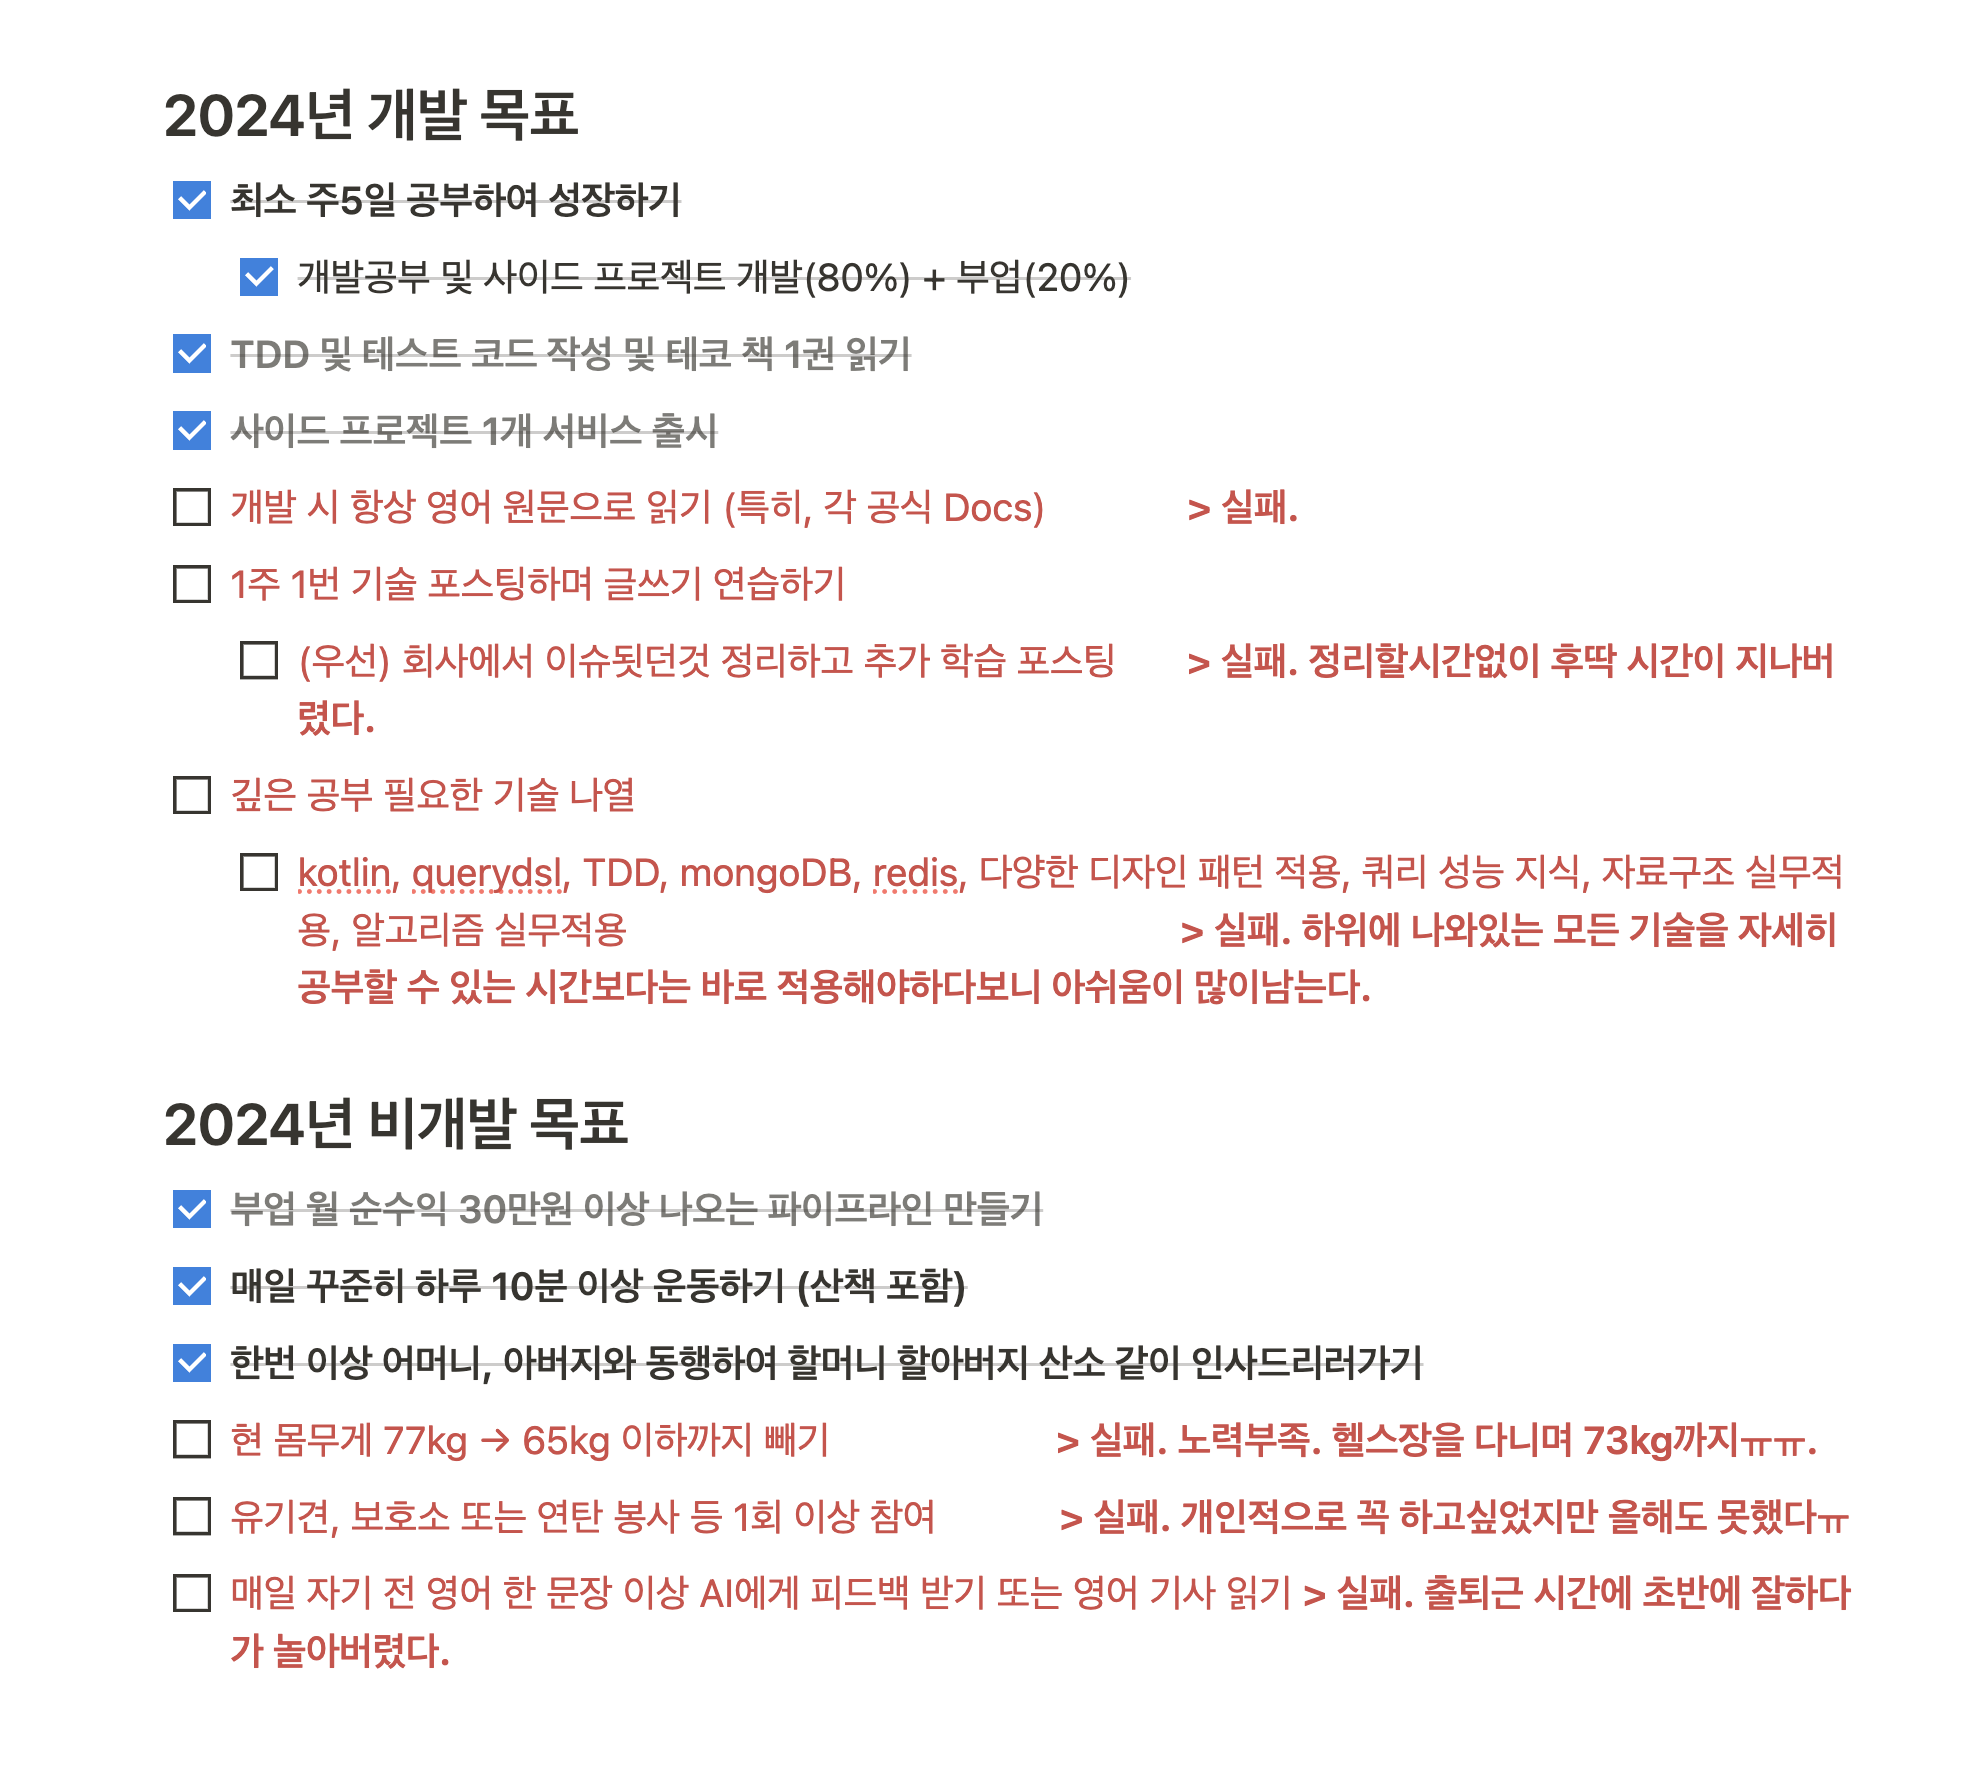 2024년 개발 목표
최소 주5일 공부하여 성장하기
개발공부 및 사이드 프로젝트 개발(80%) + 부업(20%)
TDD 및 테스트 코드 작성 및 테코 책 1권 읽기
사이드 프로젝트 1개 서비스 출시
개발 시 항상 영어 원문으로 읽기 (특히, 각 공식 Docs) > 실패.
1주 1번 기술 포스팅하며 글쓰기 연습하기
(우선) 회사에서 이슈됫던것 정리하고 추가 학습 포스팅 > 실패. 정리할시간없이 후딱 시간이 지나버
렸다.
깊은 공부 필요한 기술 나열
kotlin, querydsl, TDD, mongoDB, redis, 다양한 디자인 패턴 적용, 쿼리 성능 지식, 자료구조 실무적
용, 알고리즘 실무적용 > 실패. 하위에 나와있는 모든 기술을 자세히
공부할 수 있는 시간보다는 바로 적용해야하다보니 아쉬움이 많이남는다.
2024년 비개발 목표
부업 월 순수익 30만원 이상 나오는 파이프라인 만들기
매일 꾸준히 하루 10분 이상 운동하기 (산책 포함)
한번 이상 어머니, 아버지와 동행하여 할머니 할아버지 산소 같이 인사드리러가기
현 몸무게 77kg → 65kg 이하까지 빼기 > 실패. 노력부족. 헬스장을 다니며 73kg까지ㅠㅠ.
유기견, 보호소 또는 연탄 봉사 등 1회 이상 참여 > 실패. 개인적으로 꼭 하고싶었지만 올해도 못했다ㅠ
매일 자기 전 영어 한 문장 이상 AI에게 피드백 받기 또는 영어 기사 읽기 > 실패. 출퇴근 시간에 초반에 잘하다
가 놀아버렸다.